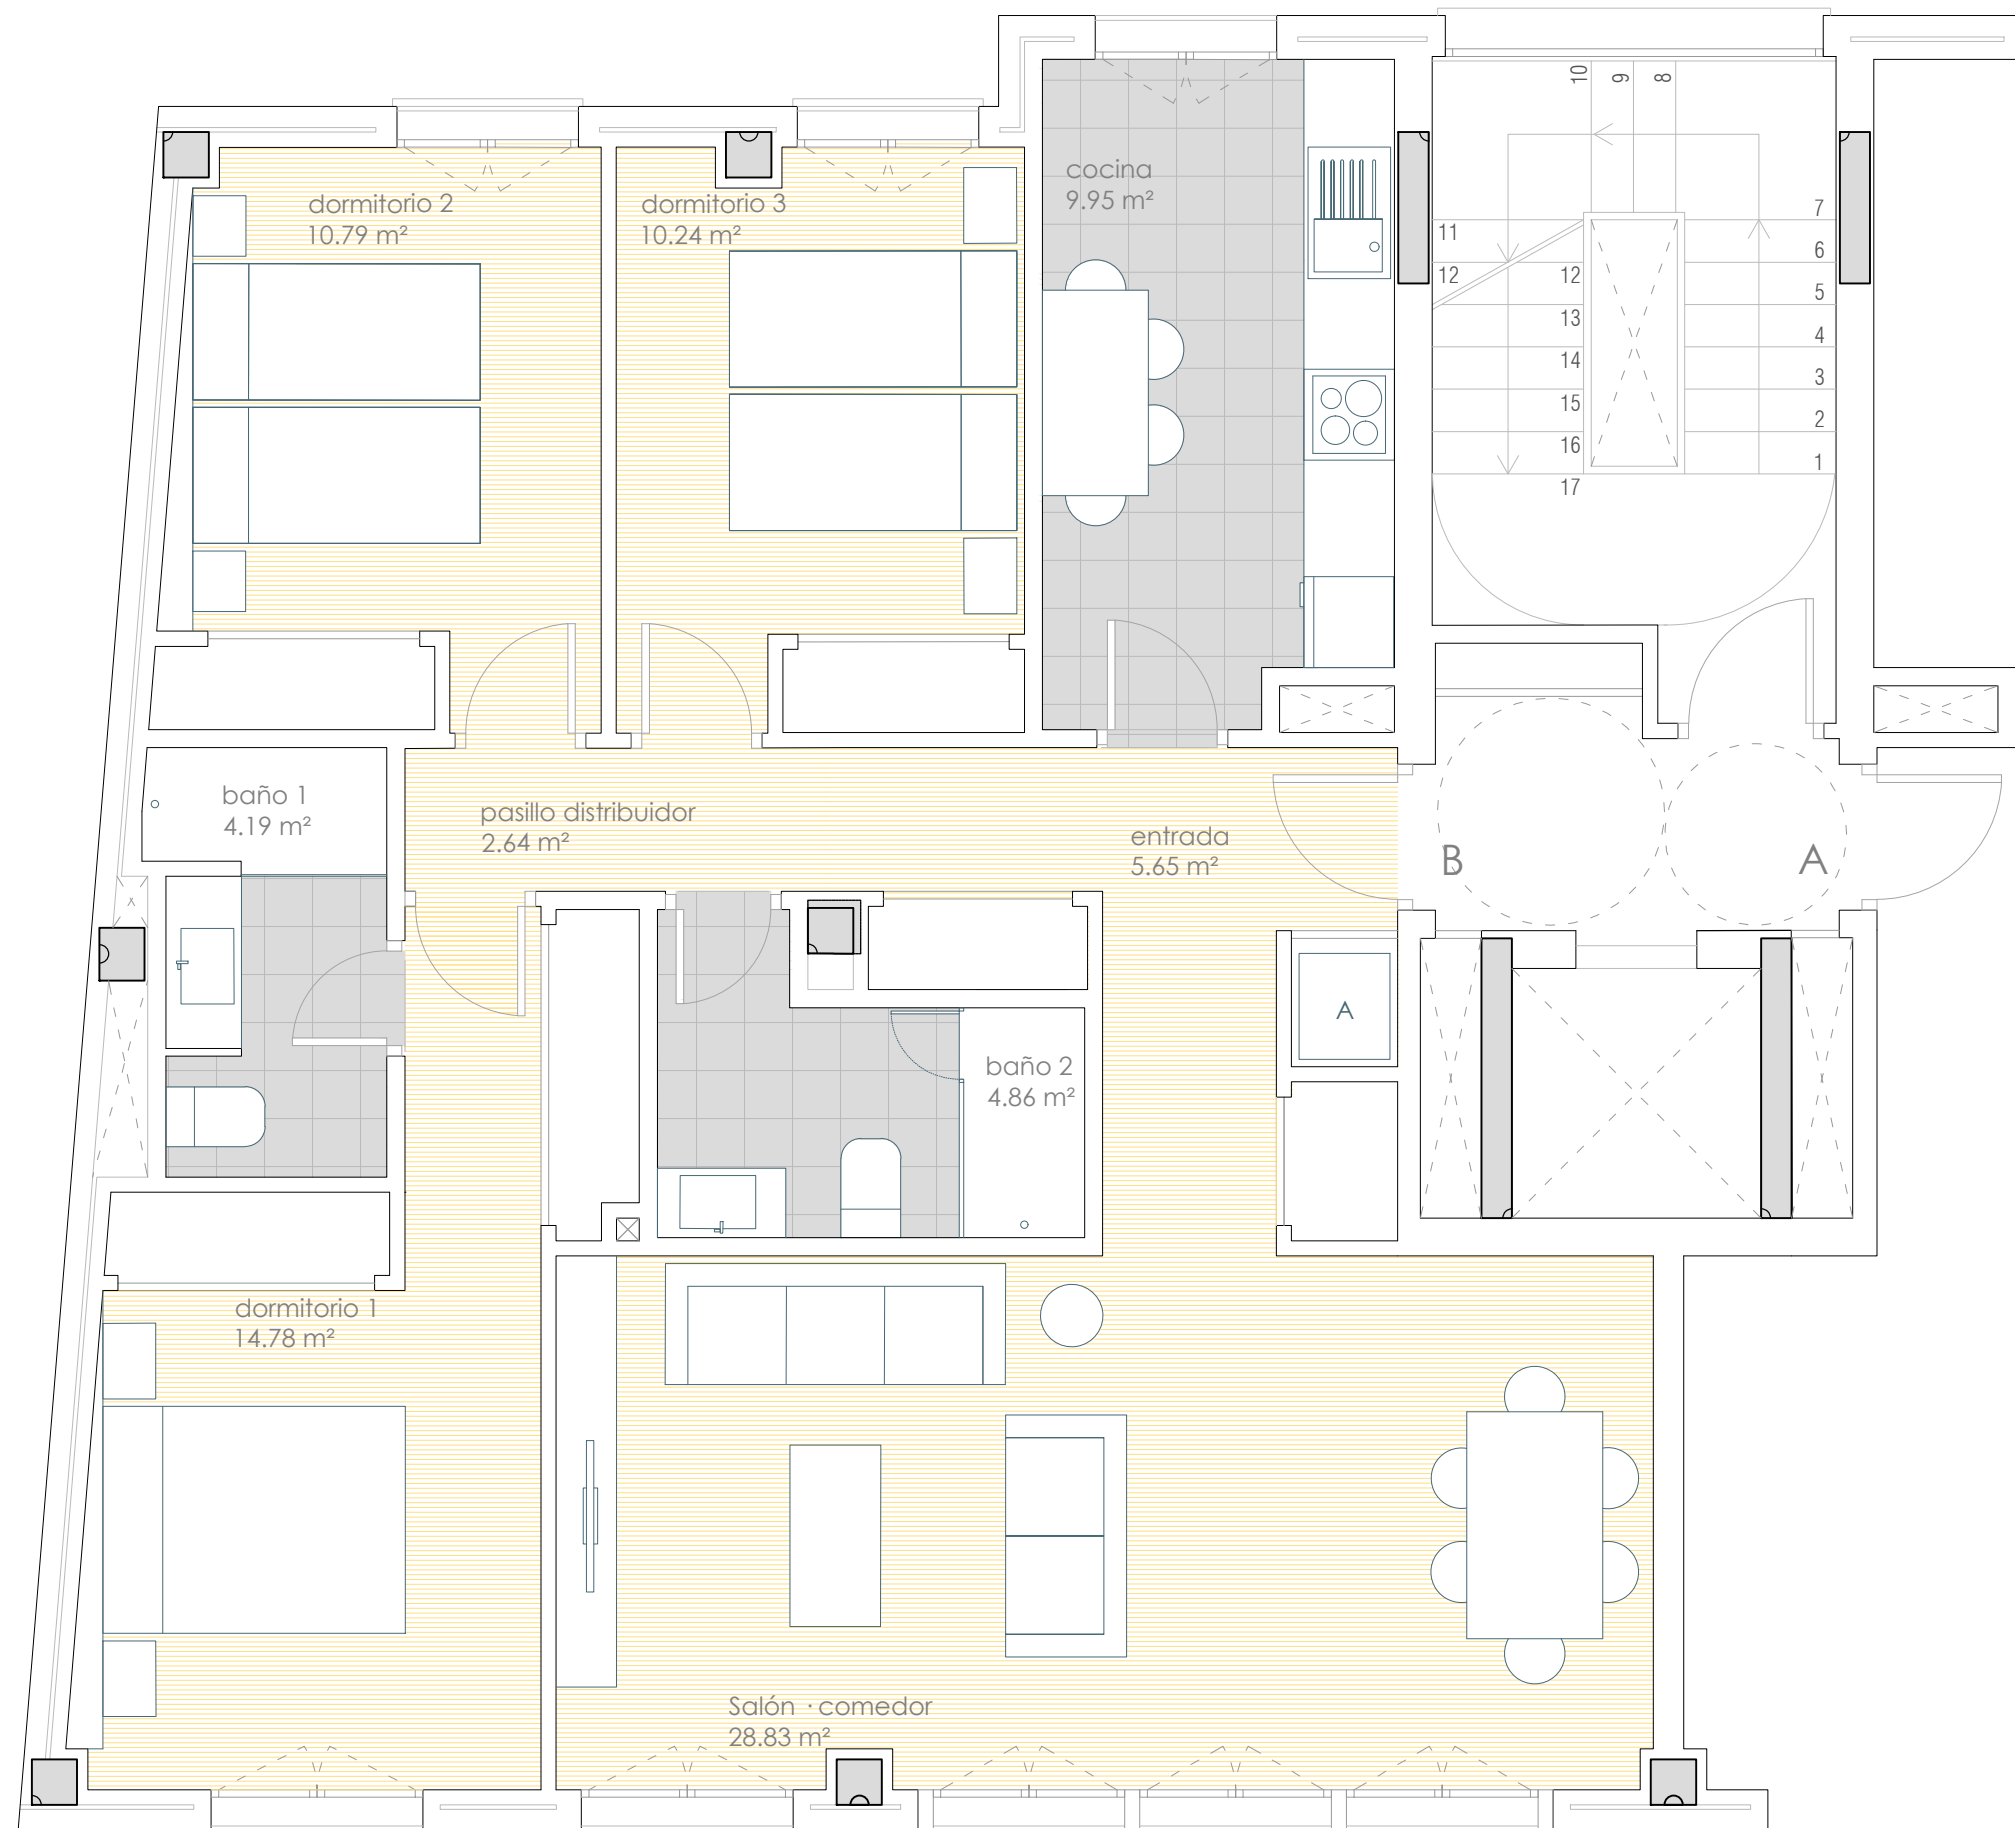 10
9
8
dormitorio 2
10.79 m²
dormitorio 3
10.24 m²
cocina
9.95 m²
11
12
12
13
14
15
16
17
7
6
5
4
3
2
1
baño 1
4.19 m²
pasillo distribuidor
2.64 m²
entrada
5.65 m²
B
A
A
baño 2
4.86 m²
dormitorio 1
14.78 m²
Salón · comedor
28.83 m²